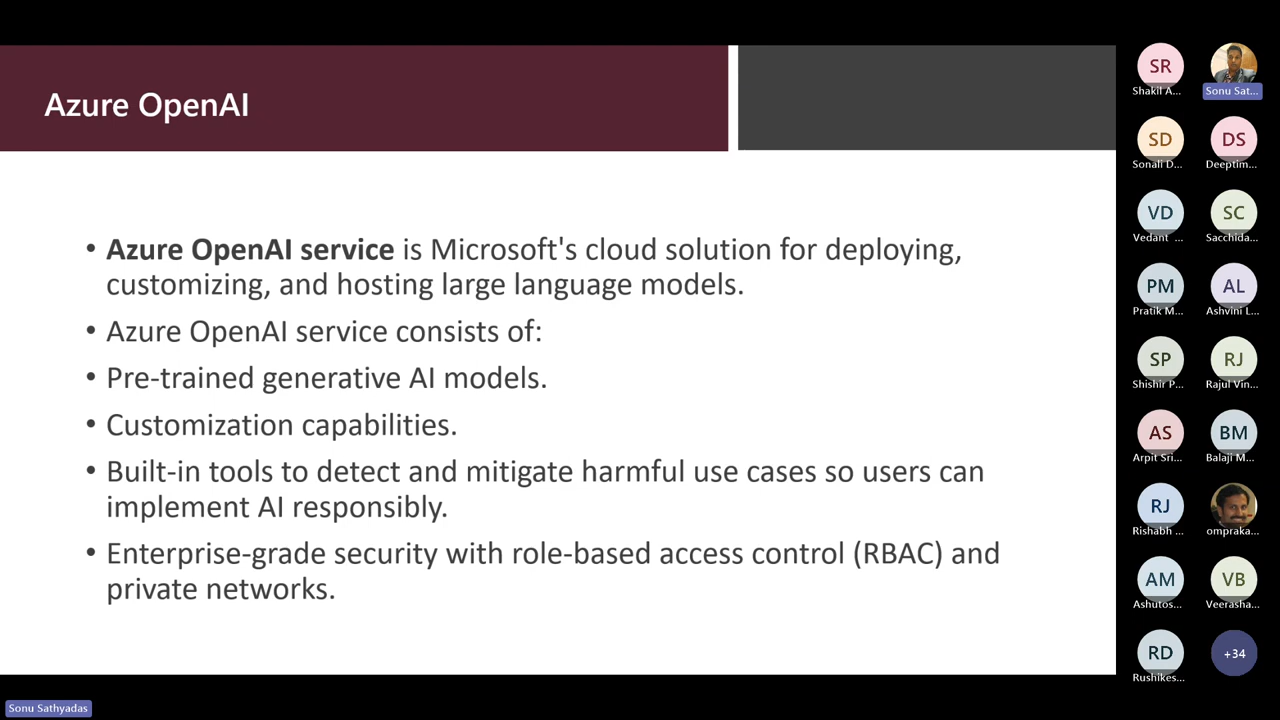 Azure OpenAI
• Azure OpenAI service is Microsoft's cloud solution for deploying,
customizing, and hosting large language models.
• Azure OpenAI service consists of:
• Pre-trained generative AI models.
• Customization capabilities.
• Built-in tools to detect and mitigate harmful use cases so users can
implement AI responsibly.
• Enterprise-grade security with role-based access control (RBAC) and
private networks.
SR
Shakil A...
Sonu Sat...
SD
Sonali D...
DS
Deeptim...
VD
Vedant ...
SC
Sacchida...
PM
Pratik M...
AL
Ashvini L...
SP
Shishir P...
RJ
Rajul Vin...
AS
Arpit Sri...
BM
Balaji M...
RJ
Rishabh ...
ompraka...
AM
Ashutos...
VB
Veerasha...
RD
Rushikes...
+34
Sonu Sathyadas